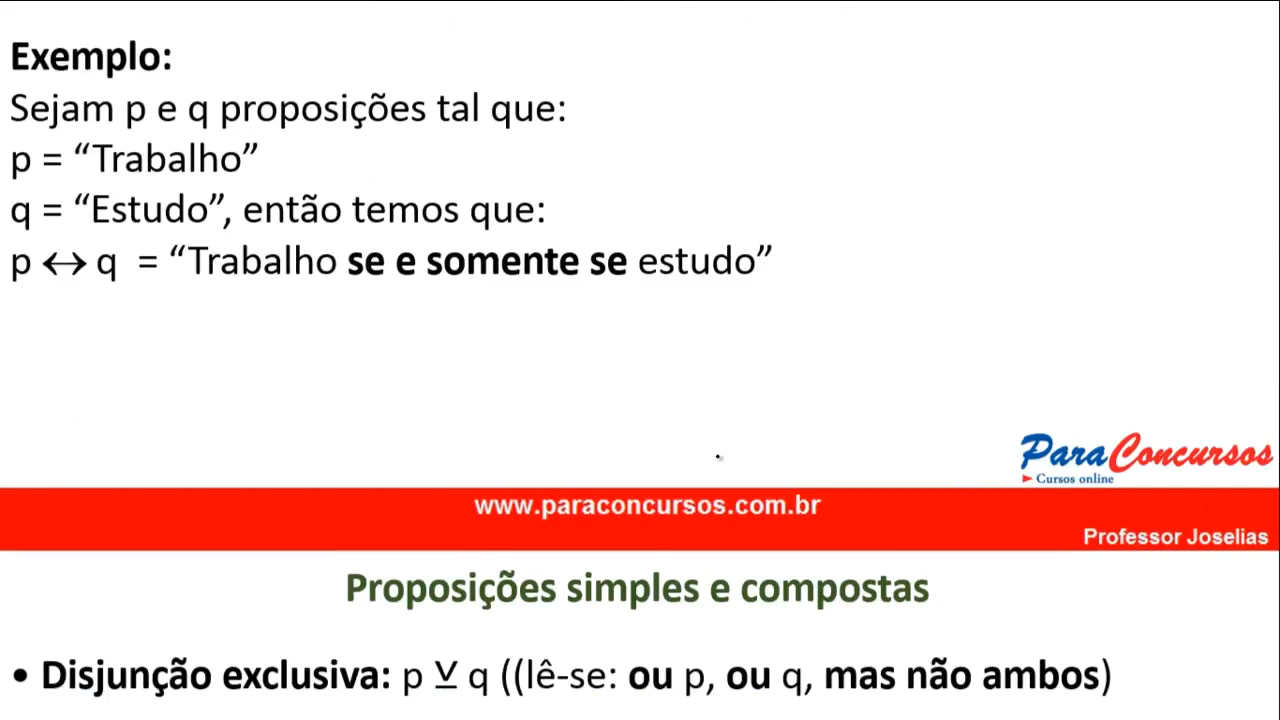 Exemplo:
Sejam p e q proposições tal que:
p = “Trabalho”
q = “Estudo”, então temos que:
p ↔ q = “Trabalho se e somente se estudo”
ParaConcursos
Cursos online
www.paraconcursos.com.br
Professor Joselias
Proposições simples e compostas
• Disjunção exclusiva: p ⊻ q ((lê-se: ou p, ou q, mas não ambos)